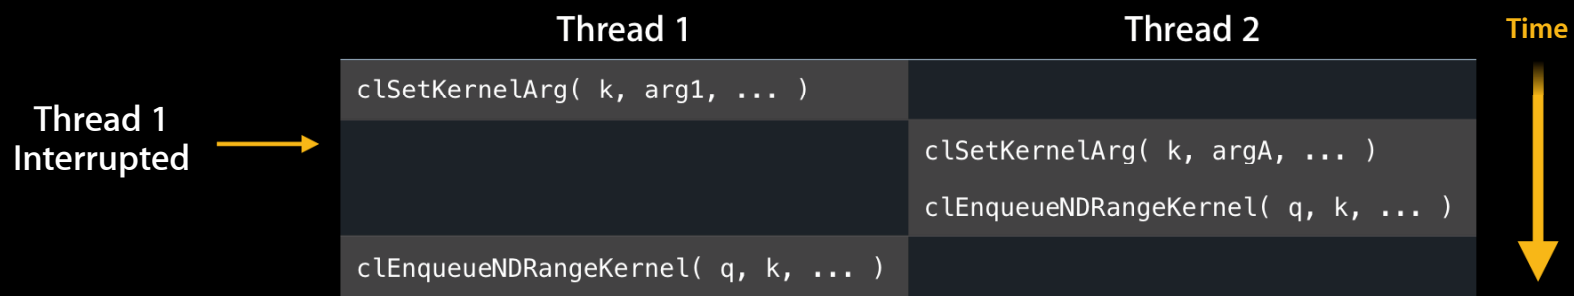 Thread 1
Thread 2
Time
clSetKernelArg( k, arg1, ... )
Thread 1
Interrupted
clSetKernelArg( k, argA, ... )
clEnqueueNDRangeKernel( q, k, ... )
clEnqueueNDRangeKernel( q, k, ... )